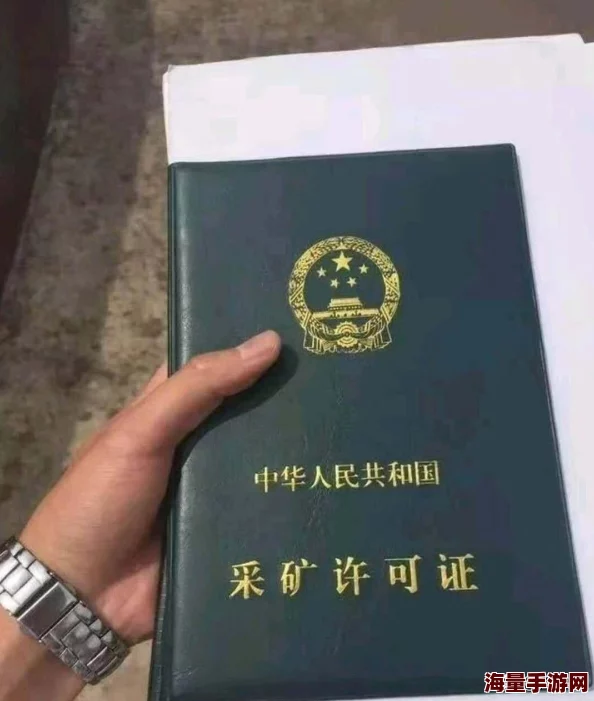 中华人民共和国
采矿许可证
海量手游网